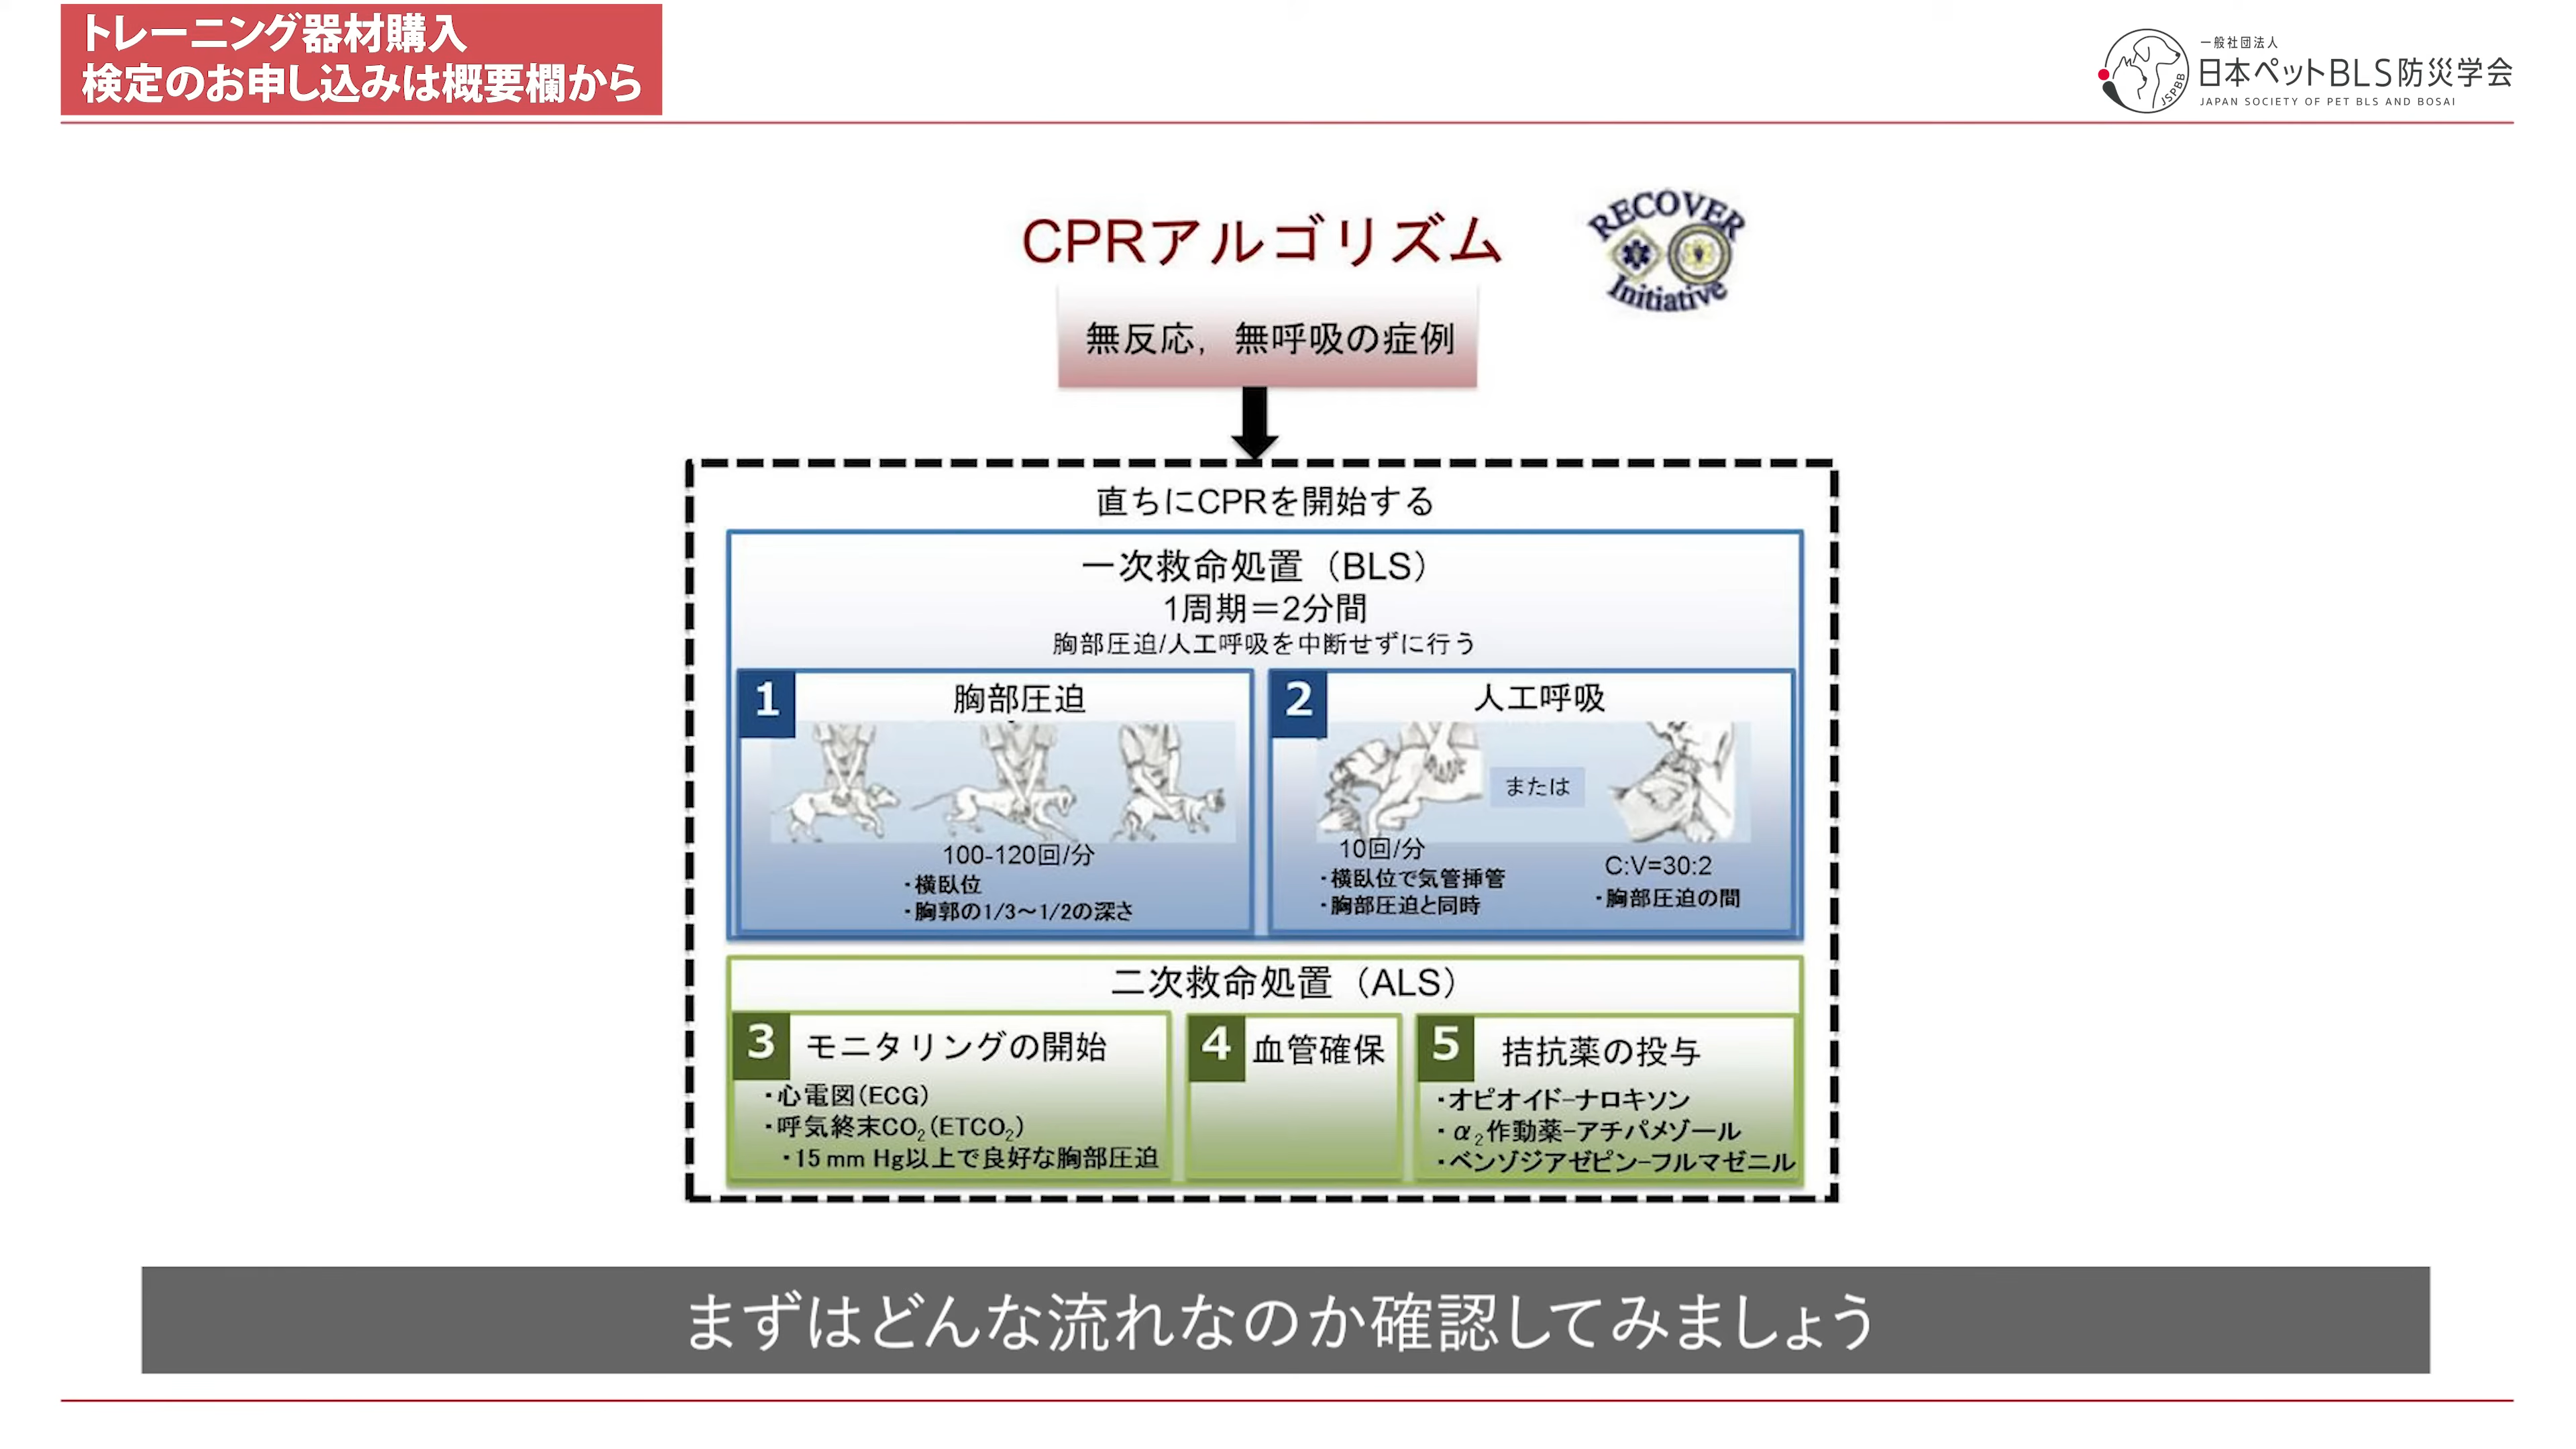 トレーニング器材購入
検定のお申し込みは概要欄から
一般社団法人
日本ペットBLS防災学会
JAPAN SOCIETY OF PET BLS AND BOSAI
JSPBB
CPRアルゴリズム
RECOVER
Initiative
無反応，無呼吸の症例
直ちにCPRを開始する
一次救命処置（BLS）
1周期＝2分間
胸部圧迫/人工呼吸を中断せずに行う
1
胸部圧迫
100-120回/分
・横臥位
・胸郭の1/3～1/2の深さ
2
人工呼吸
または
10回/分
・横臥位で気管挿管
・胸部圧迫と同時
C:V=30:2
・胸部圧迫の間
二次救命処置（ALS）
3 モニタリングの開始
・心電図(ECG)
・呼気終末CO₂(ETCO₂)
・15 mm Hg以上で良好な胸部圧迫
4 血管確保
5 拮抗薬の投与
・オピオイド−ナロキソン
・α₂作動薬−アチパメゾール
・ベンゾジアゼピン−フルマゼニル
まずはどんな流れなのか確認してみましょう